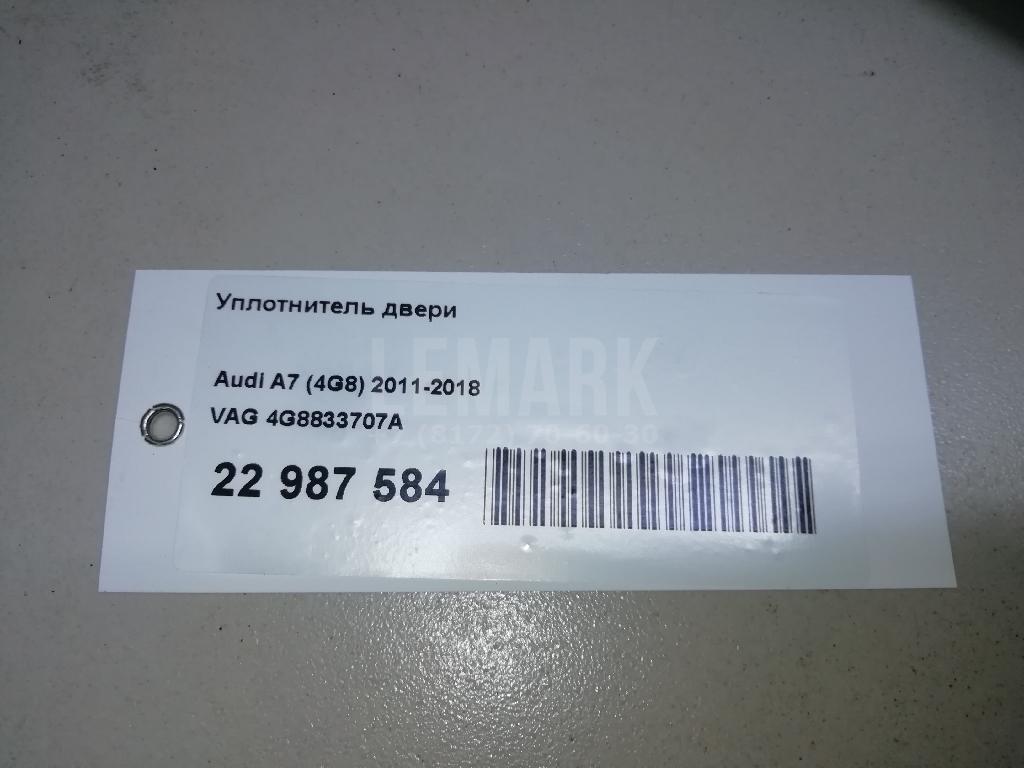 Уплотнитель двери
LEMARK
Audi A7 (4G8) 2011-2018
VAG 4G8833707A
22 987 584